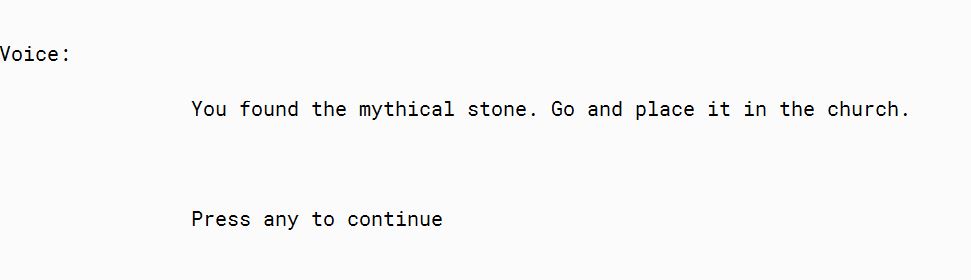 Voice:
You found the mythical stone. Go and place it in the church.
Press any to continue